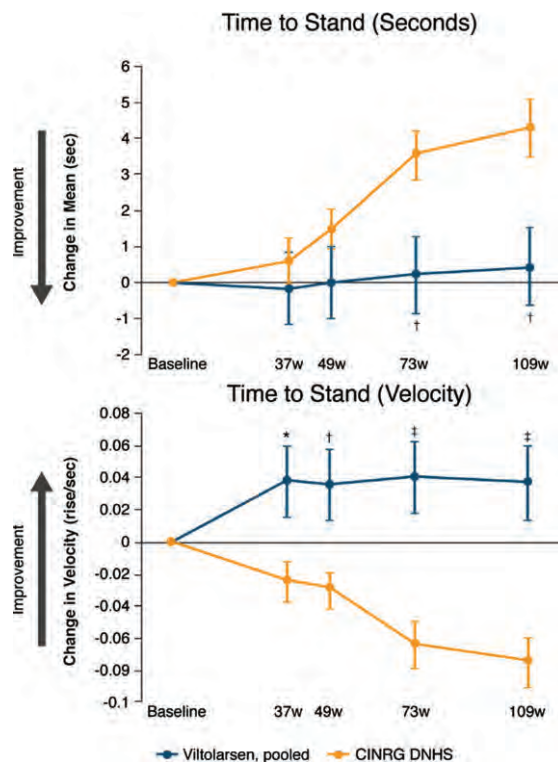 Time to Stand (Seconds)
Improvement
Change in Mean (sec)
6
5
4
3
2
1
0
-1
-2
†
†
Baseline 37w 49w 73w 109w
Time to Stand (Velocity)
Improvement
Change in Velocity (rise/sec)
0.08
0.06
0.04
0.02
0
-0.02
-0.04
-0.06
-0.09
-0.1
* † ‡ ‡
Baseline 37w 49w 73w 109w
Viltolarsen, pooled CINRG DNHS